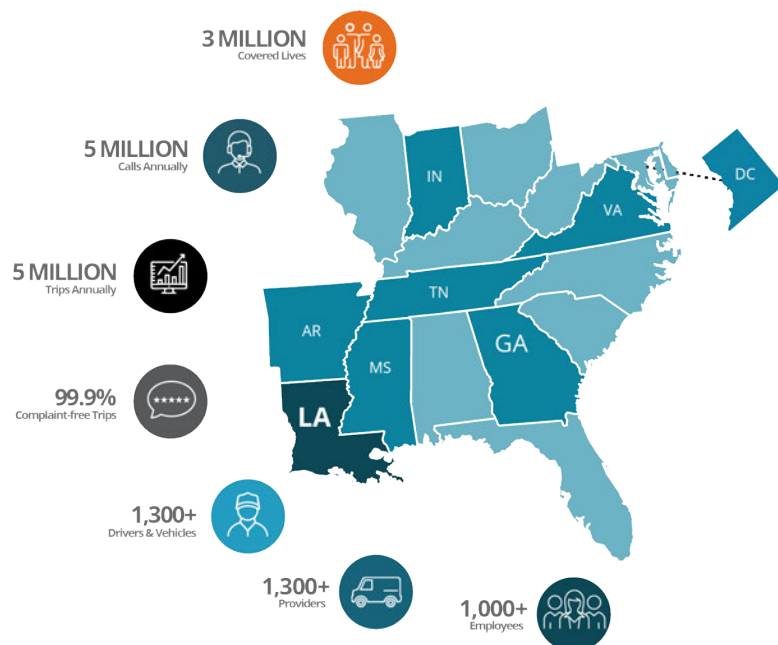 3 MILLION
Covered Lives
5 MILLION
Calls Annually
IN
DC
VA
5 MILLION
Trips Annually
TN
AR
GA
MS
99.9%
Complaint-free Trips
LA
1,300+
Drivers & Vehicles
1,300+
Providers
1,000+
Employees